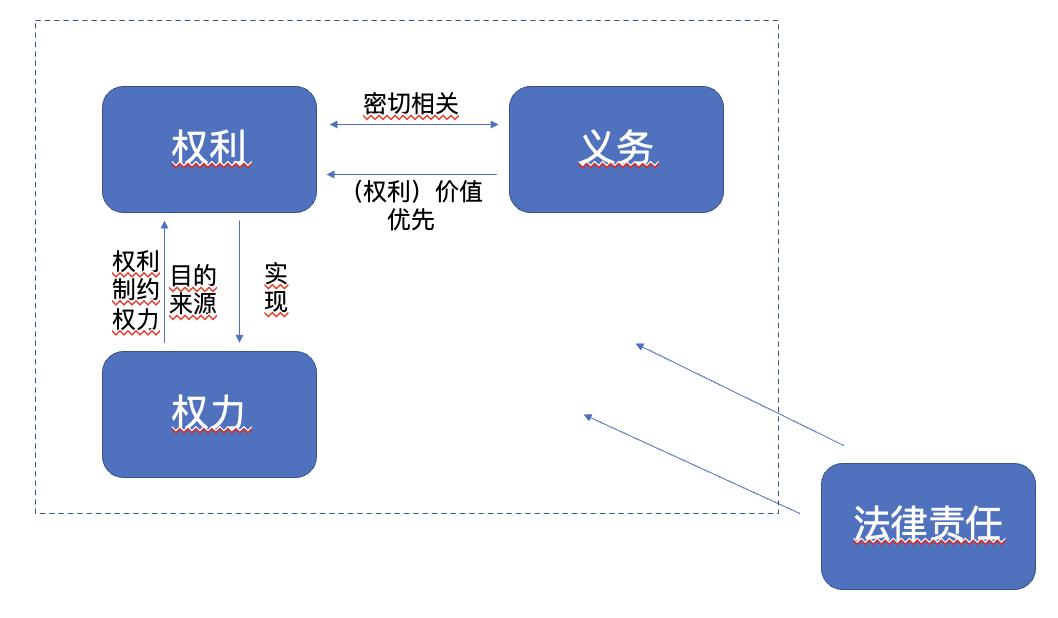 密切相关
权利
义务
（权利）价值
优先
权利
制约
权力
目的
来源
实
现
权力
法律责任